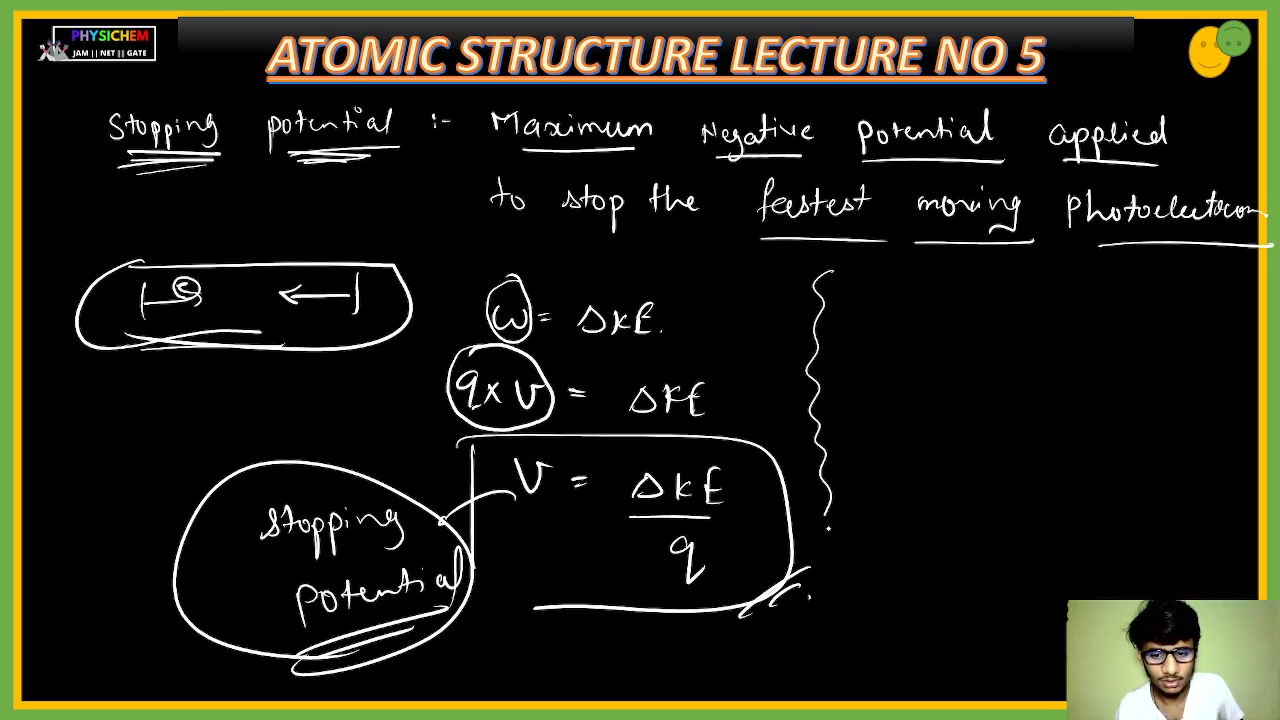 PHYSICHEM
JAM || NET || GATE
ATOMIC STRUCTURE LECTURE NO 5
Stopping potential :- Maximum Negative Potential applied
to stop the fastest moving Photoelectocon
e
W = ΔKE.
q x V = ΔKE
V = ΔKE
q
stopping
potential